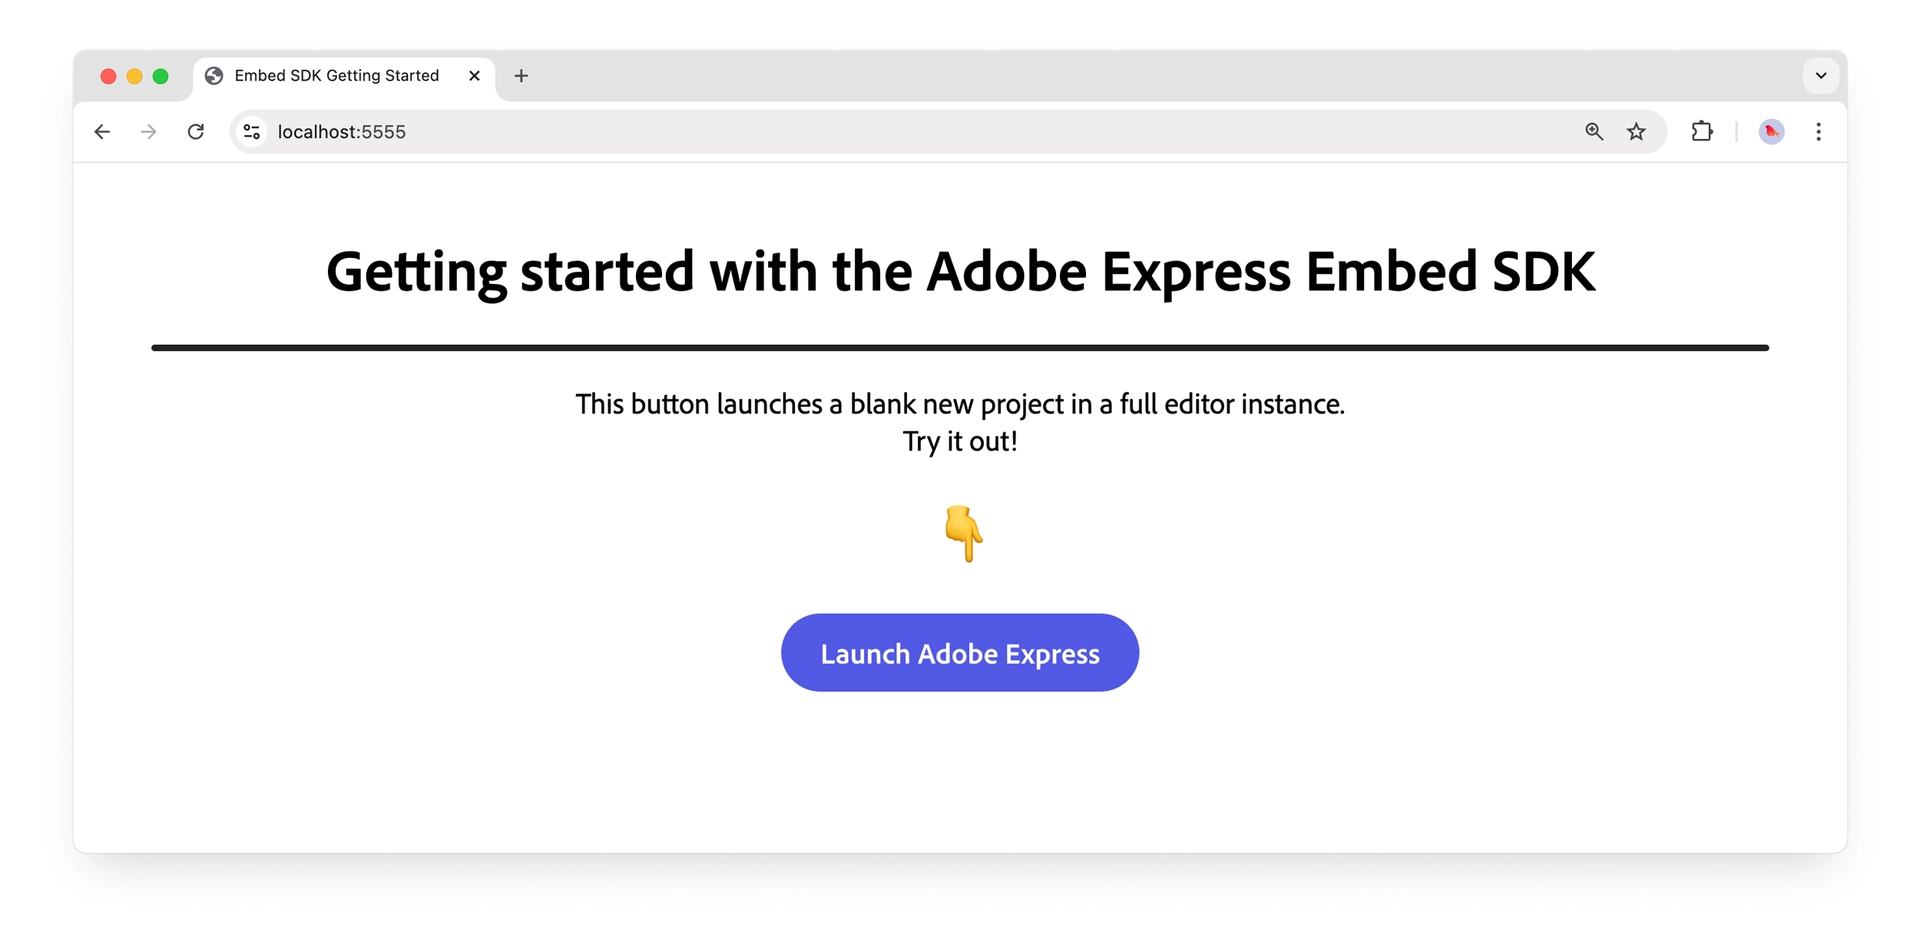 Embed SDK Getting Started
localhost:5555
Getting started with the Adobe Express Embed SDK
This button launches a blank new project in a full editor instance.
Try it out!
Launch Adobe Express